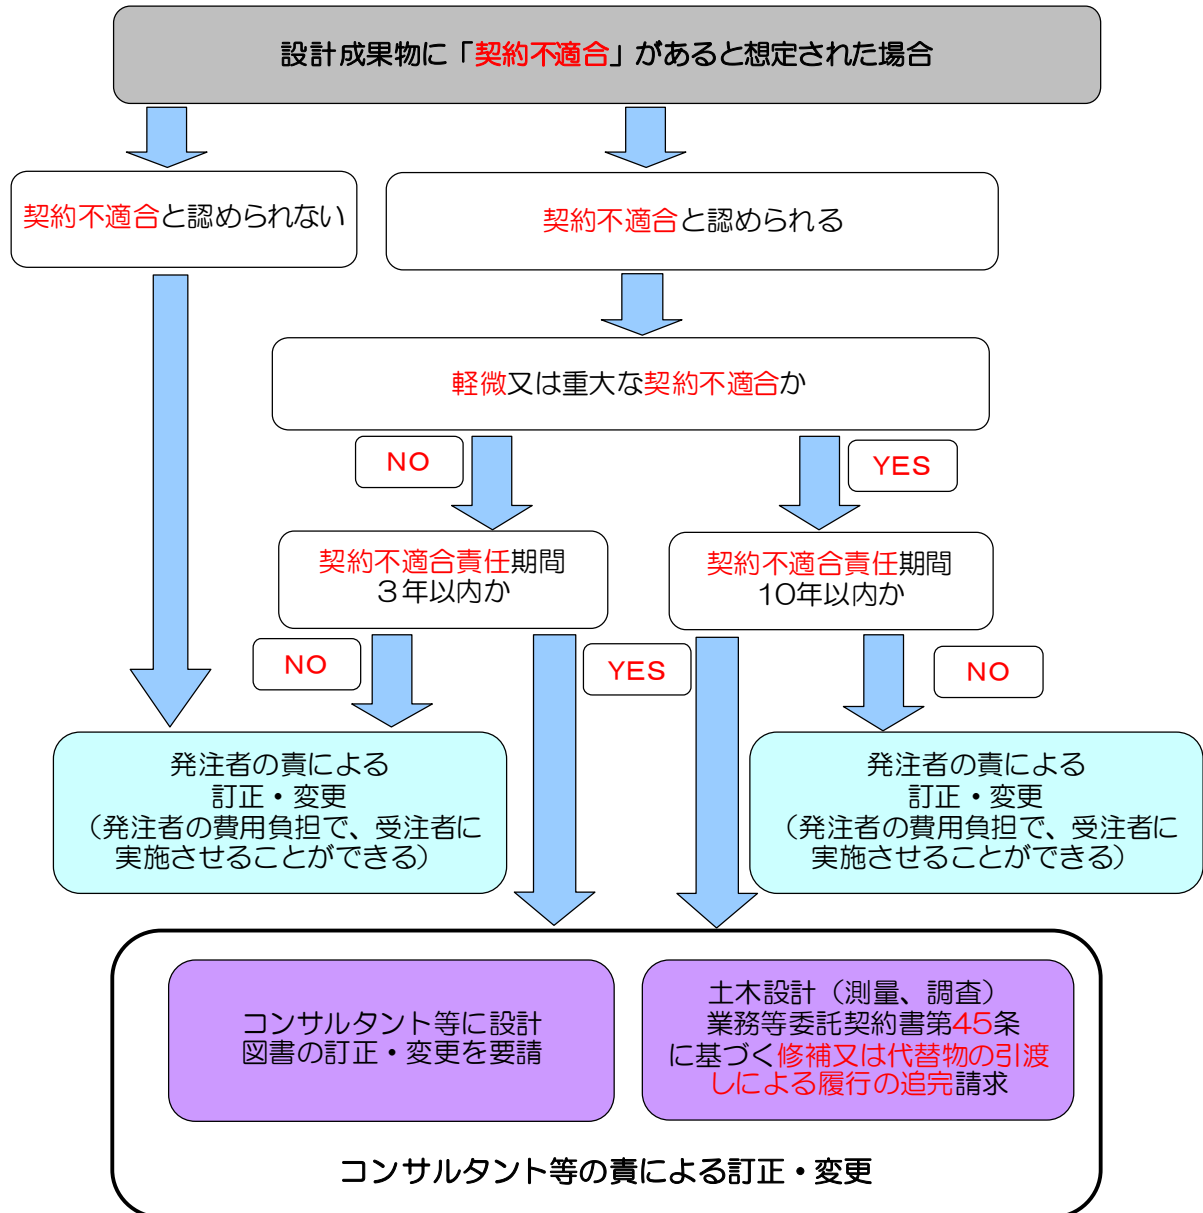 設計成果物に「契約不適合」があると想定された場合
契約不適合と認められない
契約不適合と認められる
軽微又は重大な契約不適合か
NO
YES
契約不適合責任期間
３年以内か
契約不適合責任期間
10年以内か
NO
YES
NO
発注者の責による
訂正・変更
（発注者の費用負担で、受注者に
実施させることができる）
発注者の責による
訂正・変更
（発注者の費用負担で、受注者に
実施させることができる）
コンサルタント等に設計
図書の訂正・変更を要請
土木設計（測量、調査）
業務等委託契約書第45条
に基づく修補又は代替物の引渡
しによる履行の追完請求
コンサルタント等の責による訂正・変更